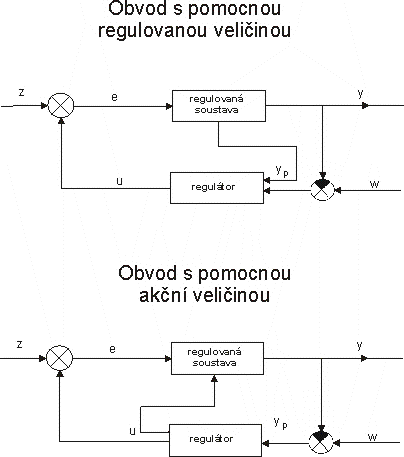 Obvod s pomocnou
regulovanou veličinou
z
e
regulovaná
soustava
y
u
regulátor
y p
w
Obvod s pomocnou
akční veličinou
z
e
regulovaná
soustava
y
u
regulátor
y p
w